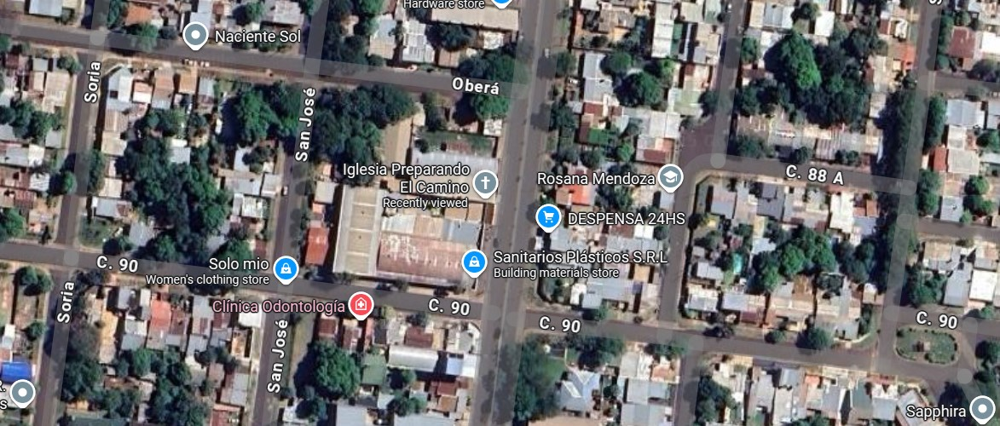 Hardware store
Naciente Sol
Soria
Oberá
San José
Iglesia Preparando
El Camino
Recently viewed
Rosana Mendoza
C. 88 A
DESPENSA 24HS
Solo mio
Women's clothing store
C. 90
Sanitarios Plásticos S.R.L
Building materials store
Clínica Odontología
C. 90
C. 90
C. 90
Soria
San José
Sapphira